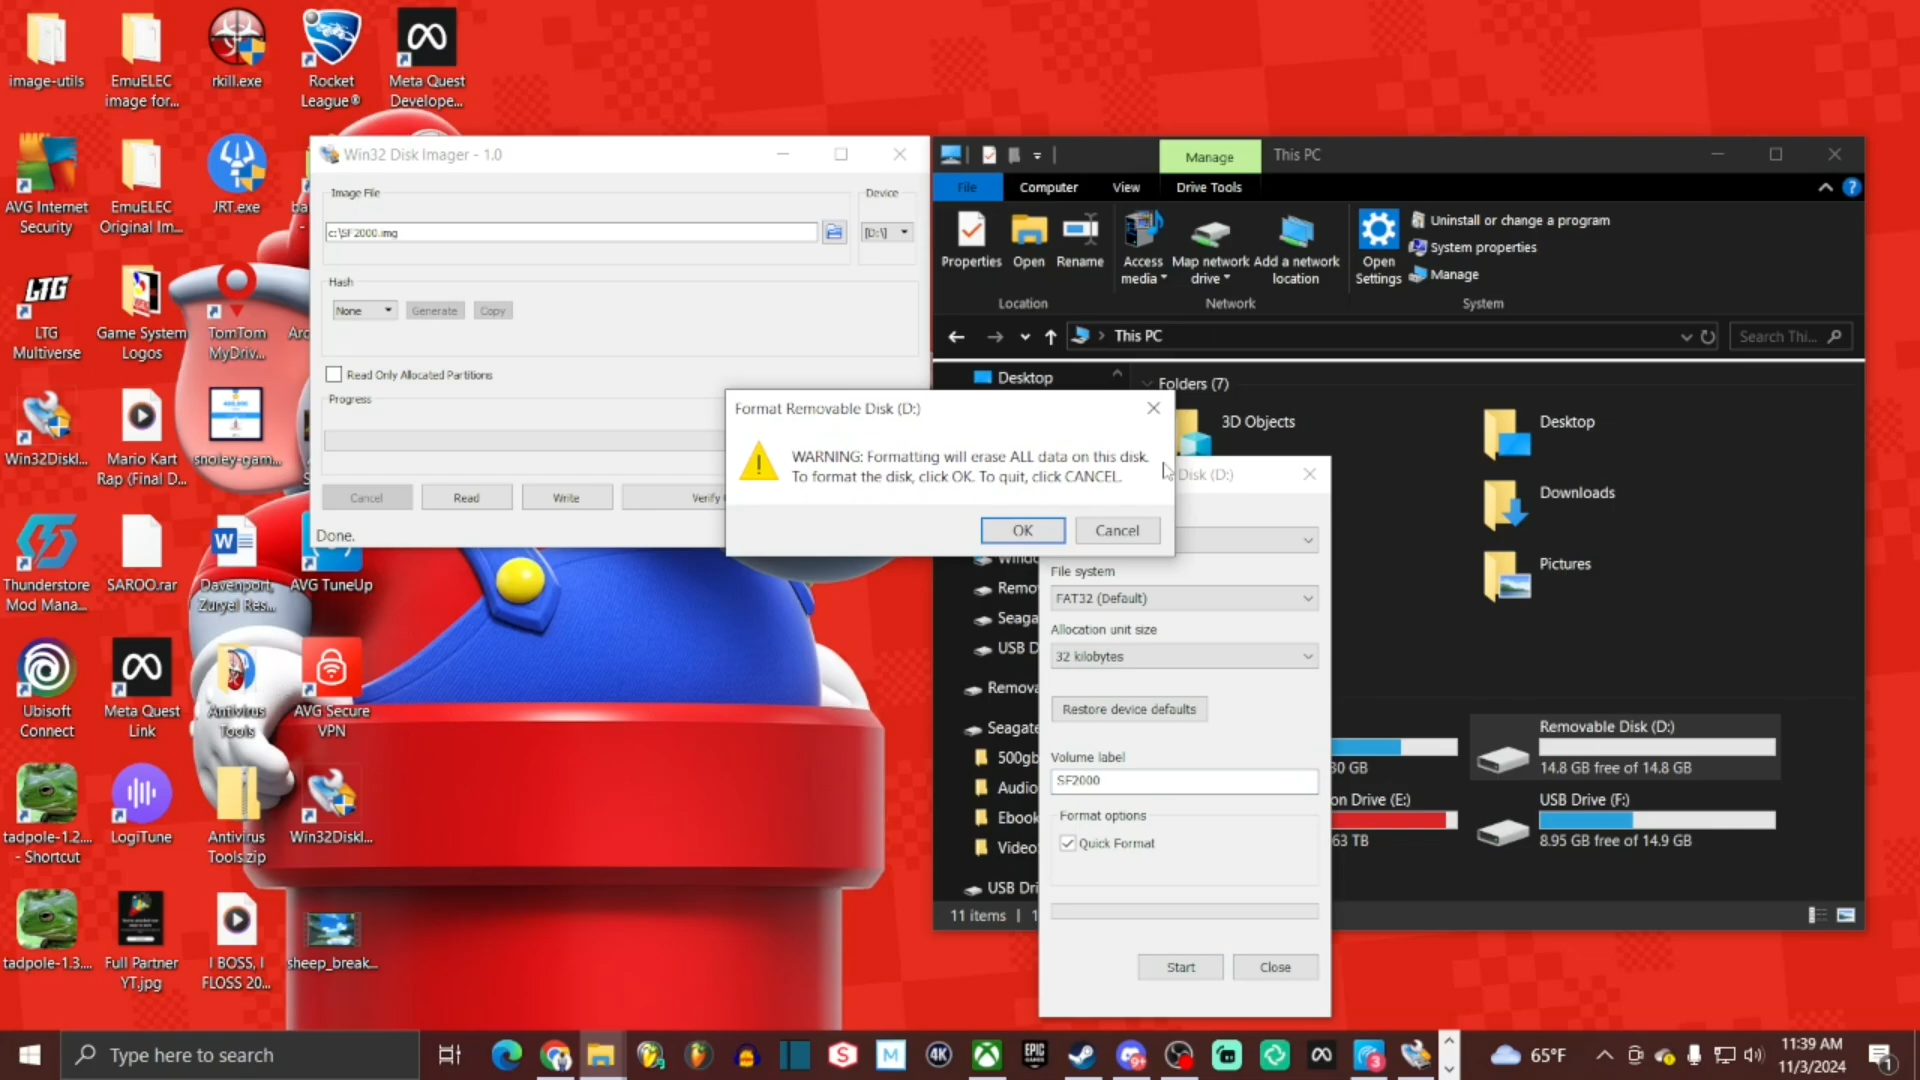 image-utils
EmuELEC
image for...
rkill.exe
Rocket
League®
Meta Quest
Develope...
AVG Internet
Security
EmuELEC
Original Im...
JRT.exe
LTG
LTG
Multiverse
Game System
Logos
TomTom
MyDriv...
Win32DiskI...
Mario Kart
Rap (Final D...
snoley-gam...
Thunderstore
Mod Mana...
SAROO.rar
Davenport,
Zuryel Res...
AVG TuneUp
Ubisoft
Connect
Meta Quest
Link
Antivirus
Tools
AVG Secure
VPN
tadpole-1.2....
- Shortcut
LogiTune
Antivirus
Tools.zip
Win32DiskI...
tadpole-1.3....
Full Partner
YT.jpg
I BOSS, I
FLOSS 20...
sheep_break...
Win32 Disk Imager - 1.0
Image File
Device
c:\SF2000.img
[D:\]
Hash
None
Generate
Copy
Read Only Allocated Partitions
Progress
Cancel
Read
Write
Verify
Done.
Manage
This PC
File
Computer
View
Drive Tools
Properties
Open
Rename
Access
media
Map network
drive
Add a network
location
Open
Settings
Uninstall or change a program
System properties
Manage
Location
Network
System
This PC
Search Thi...
Desktop
Folders (7)
3D Objects
Desktop
Downloads
Pictures
Remo
Seaga
USB D
Remova
Seagate
500gb
Audio
Ebook
Video
USB Dri
Removable Disk (D:)
14.8 GB free of 14.8 GB
USB Drive (F:)
8.95 GB free of 14.9 GB
30 GB
on Drive (E:)
63 TB
11 items
Format Removable Disk (D:)
WARNING: Formatting will erase ALL data on this disk.
To format the disk, click OK. To quit, click CANCEL.
OK
Cancel
Disk (D:)
File system
FAT32 (Default)
Allocation unit size
32 kilobytes
Restore device defaults
Volume label
SF2000
Format options
Quick Format
Start
Close
Type here to search
4K
EPIC
GAMES
65°F
11:39 AM
11/3/2024